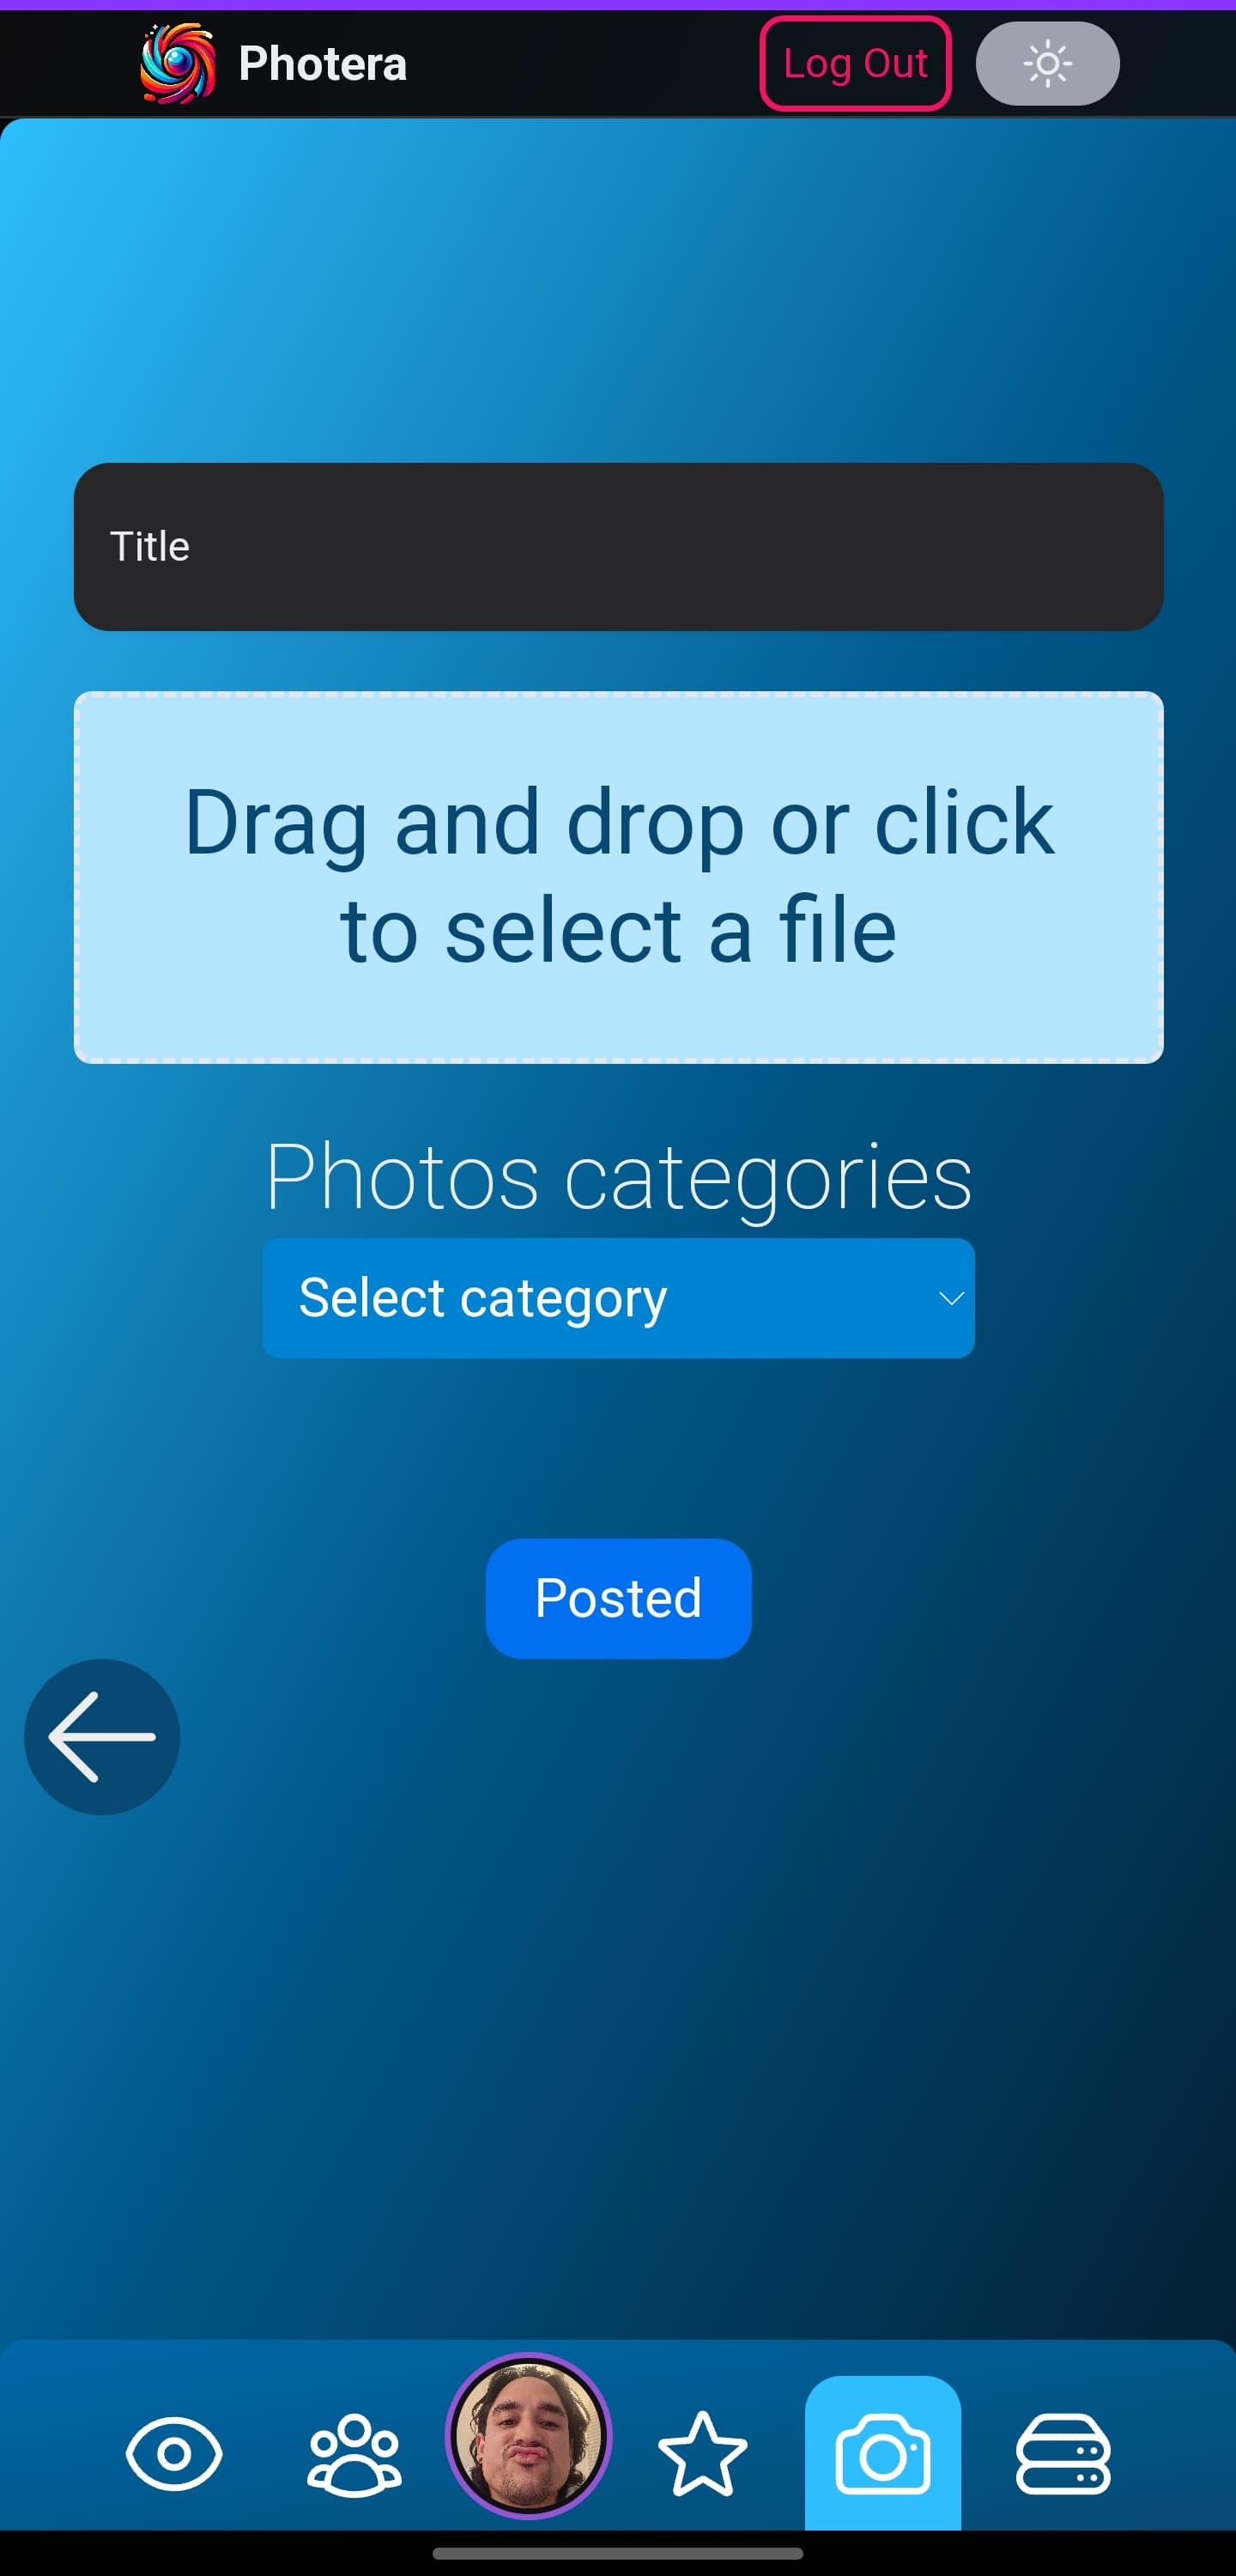 Photera
Log Out
Title
Drag and drop or click
to select a file
Photos categories
Select category
Posted